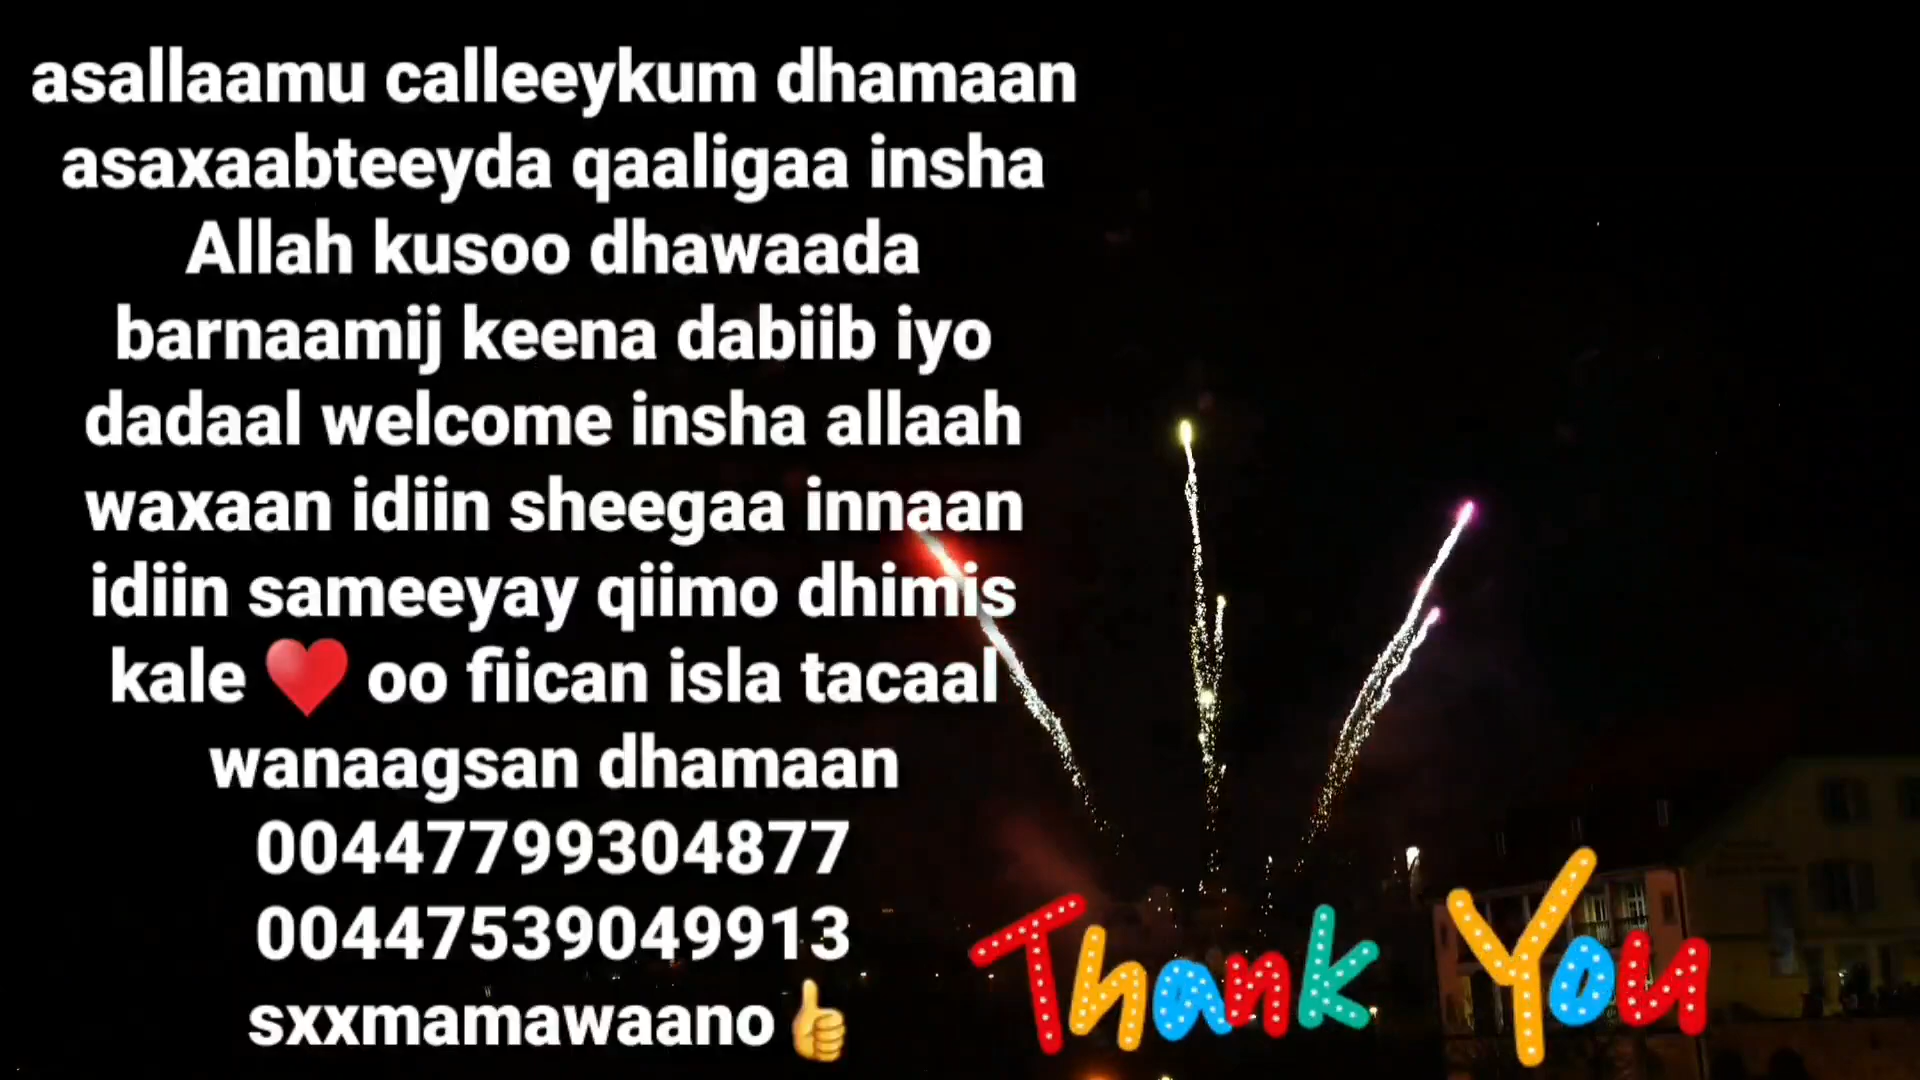 asallaamu calleeykum dhamaan
asaxaabteeyda qaaligaa insha
Allah kusoo dhawaada
barnaamij keena dabiib iyo
dadaal welcome insha allaah
waxaan idiin sheegaa innaan
idiin sameeyay qiimo dhimis
kale ♥️ oo fiican isla tacaal
wanaagsan dhamaan
00447799304877
00447539049913
sxxmamawaano👍
Thank You